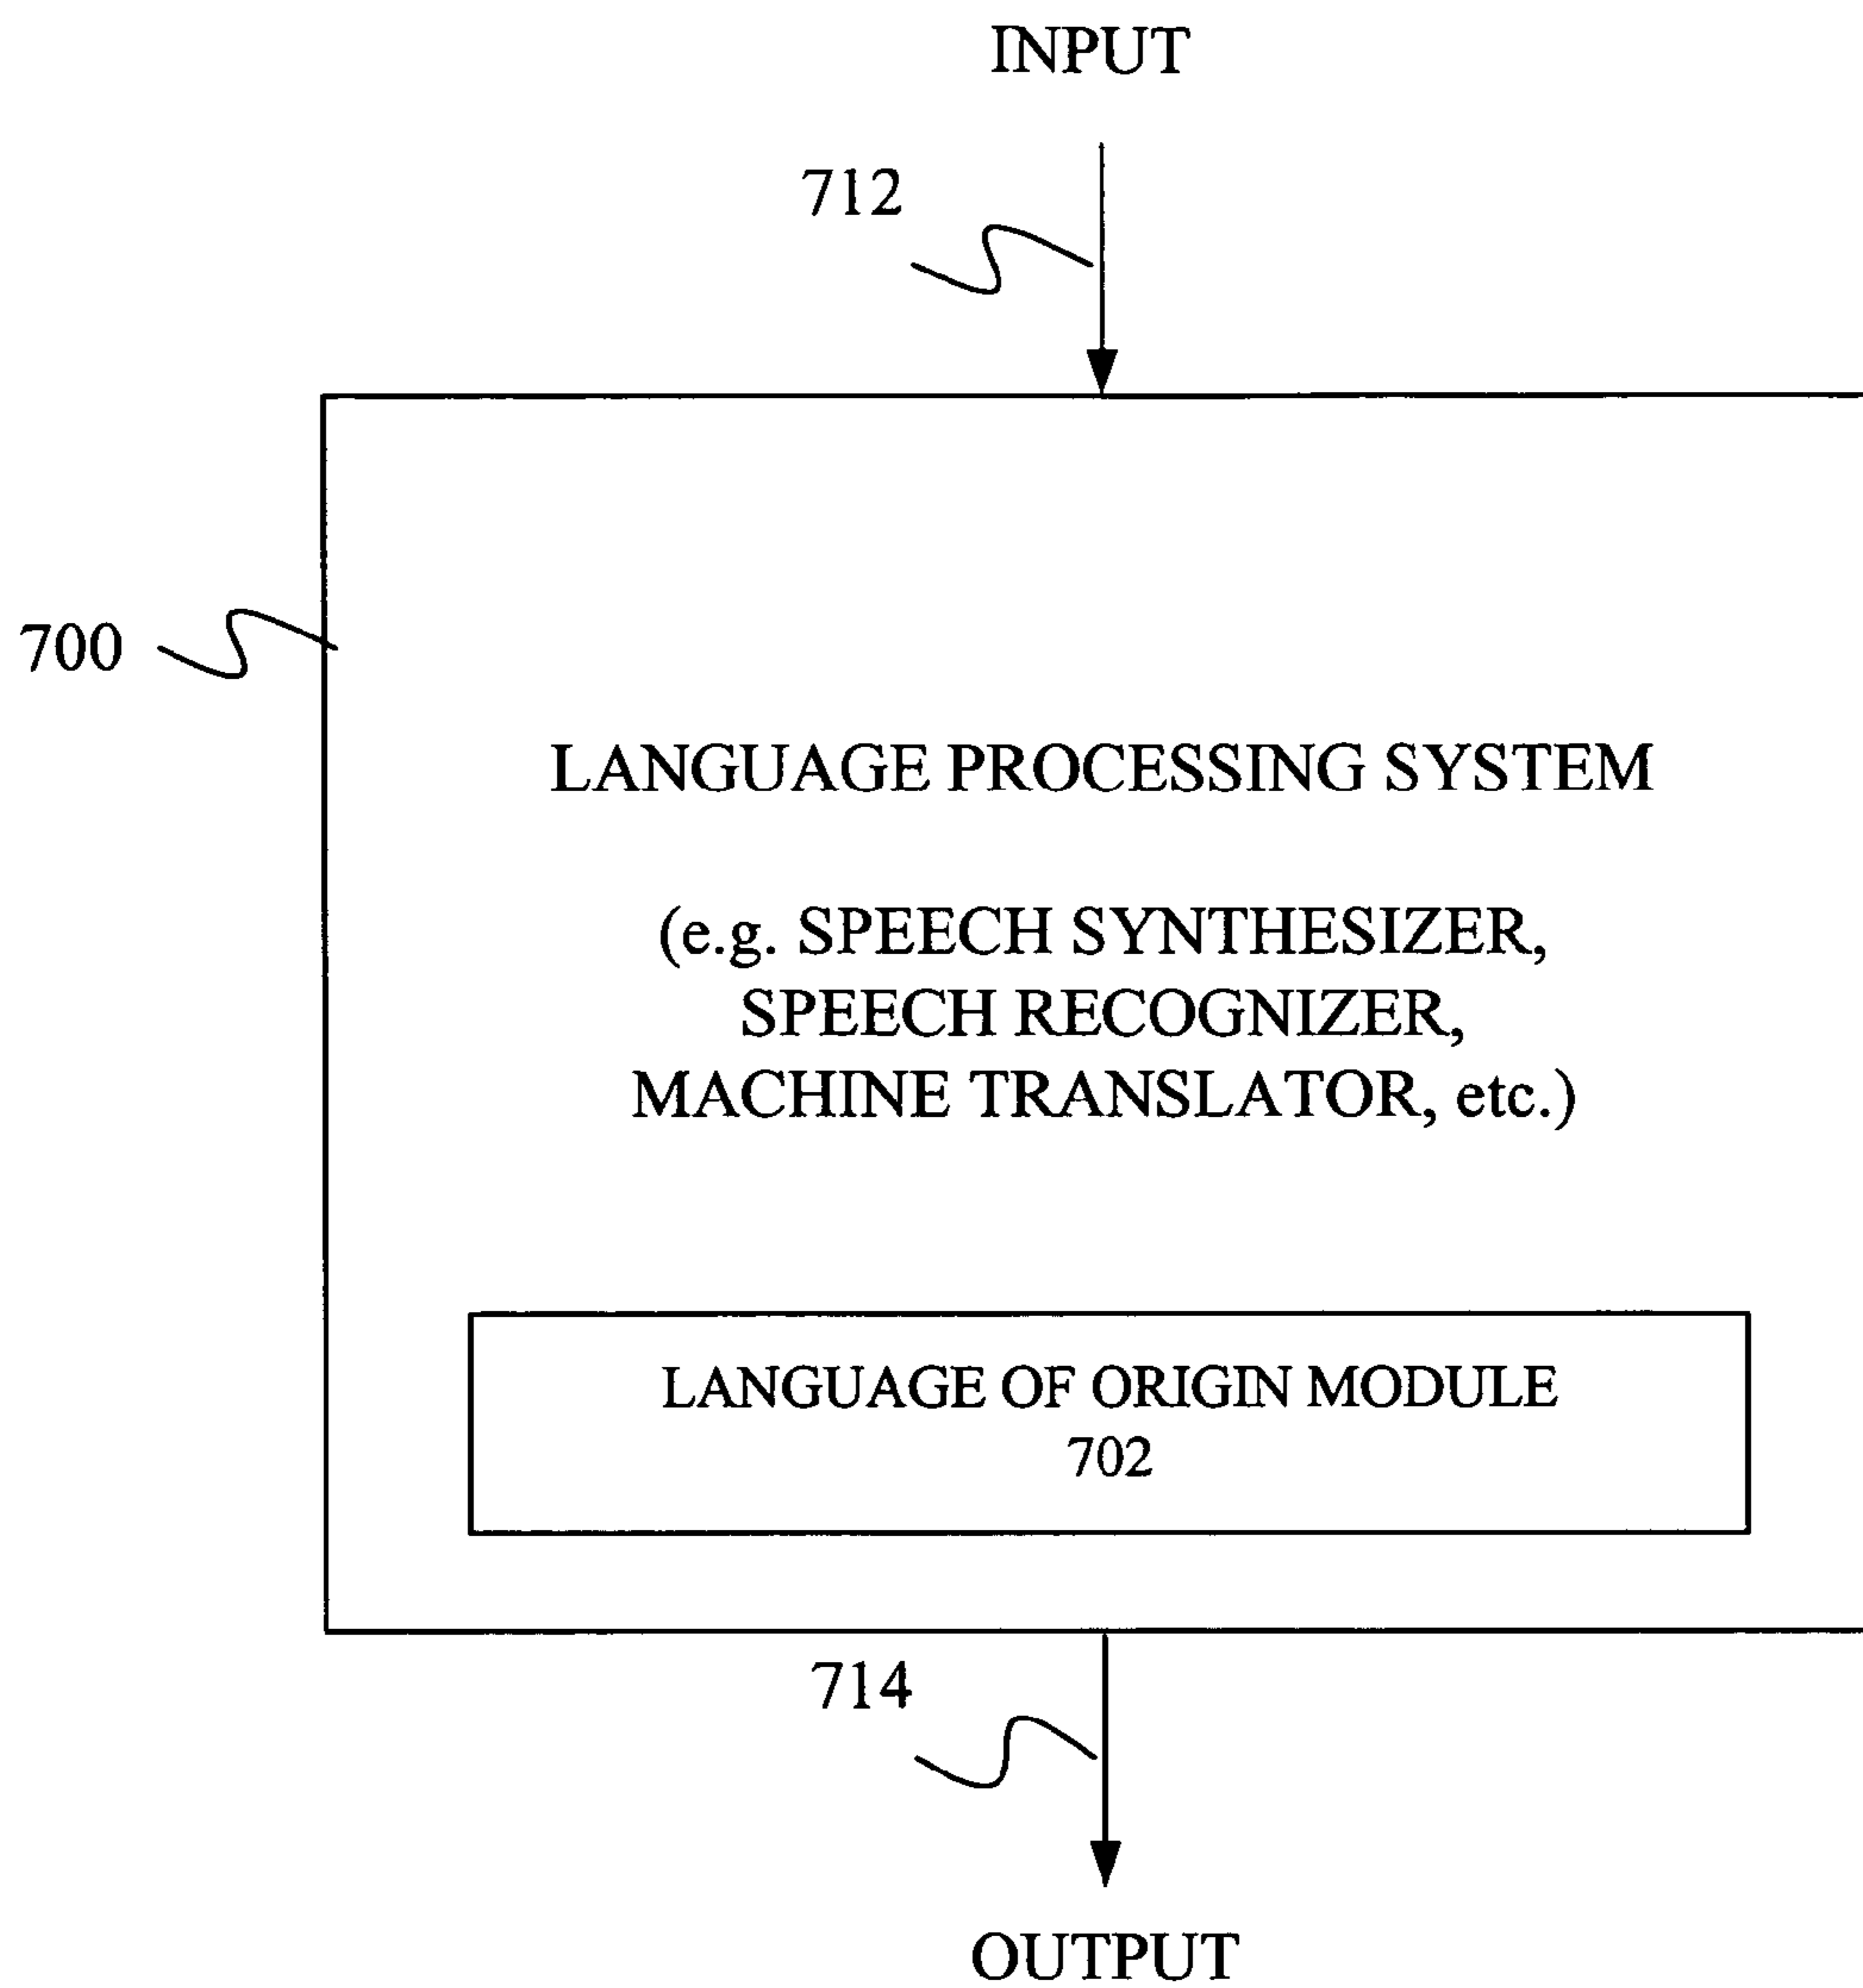 INPUT
712
700
LANGUAGE PROCESSING SYSTEM
(e.g. SPEECH SYNTHESIZER,
SPEECH RECOGNIZER,
MACHINE TRANSLATOR, etc.)
LANGUAGE OF ORIGIN MODULE
702
714
OUTPUT